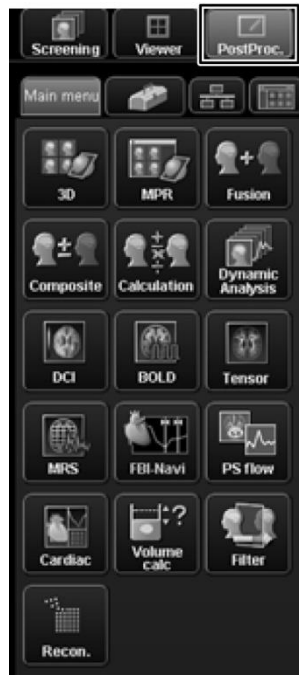 Screening Viewer PostProc.
Main menu
3D MPR Fusion
Composite Calculation Dynamic
Analysis
DCI BOLD Tensor
MRS FBI-Navi PS flow
Cardiac Volume
calc Filter
Recon.